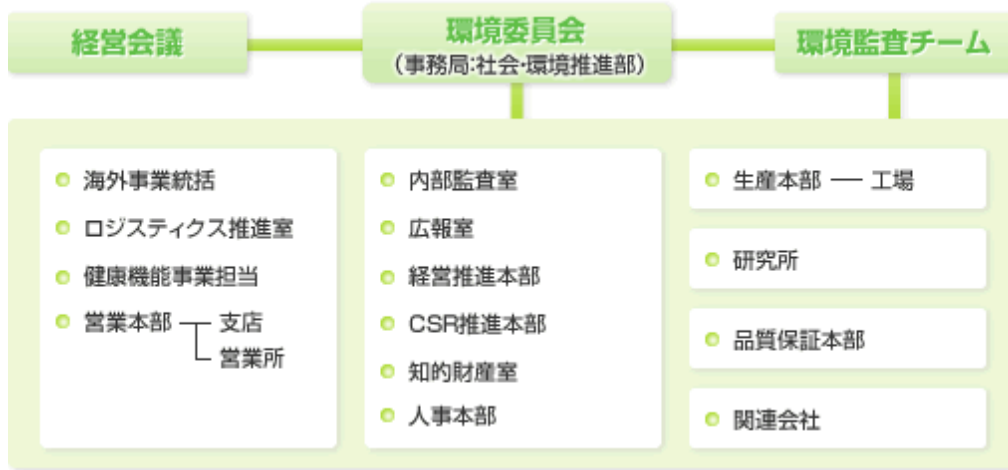 経営会議
環境委員会
(事務局:社会・環境推進部)
環境監査チーム
海外事業統括
ロジスティクス推進室
健康機能事業担当
営業本部 支店
営業所
内部監査室
広報室
経営推進本部
CSR推進本部
知的財産室
人事本部
生産本部 ― 工場
研究所
品質保証本部
関連会社